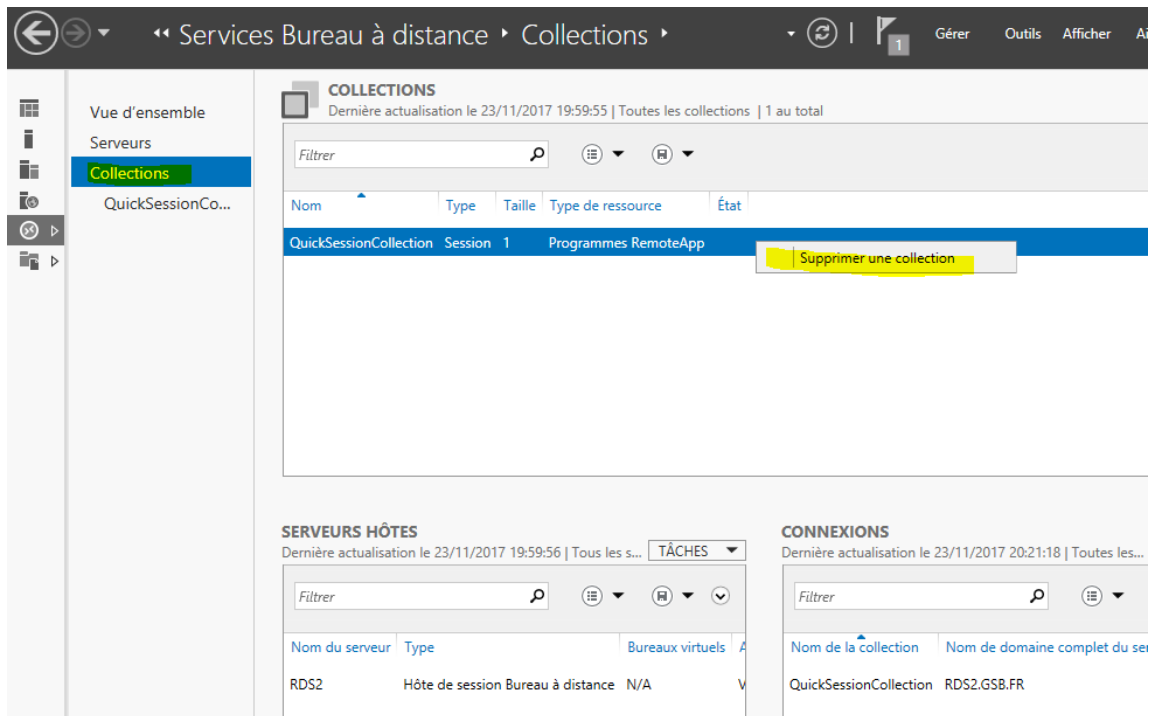 Services Bureau à distance Collections
1
Gérer Outils Afficher
Vue d'ensemble
Serveurs
Collections
QuickSessionCo...
COLLECTIONS
Dernière actualisation le 23/11/2017 19:59:55 | Toutes les collections | 1 au total
Filtrer
Nom Type Taille Type de ressource État
QuickSessionCollection Session 1 Programmes RemoteApp
Supprimer une collection
SERVEURS HÔTES
Dernière actualisation le 23/11/2017 19:59:56 | Tous les s... TÂCHES
Filtrer
Nom du serveur Type Bureaux virtuels
RDS2 Hôte de session Bureau à distance N/A
CONNEXIONS
Dernière actualisation le 23/11/2017 20:21:18 | Toutes les...
Filtrer
Nom de la collection Nom de domaine complet du
QuickSessionCollection RDS2.GSB.FR